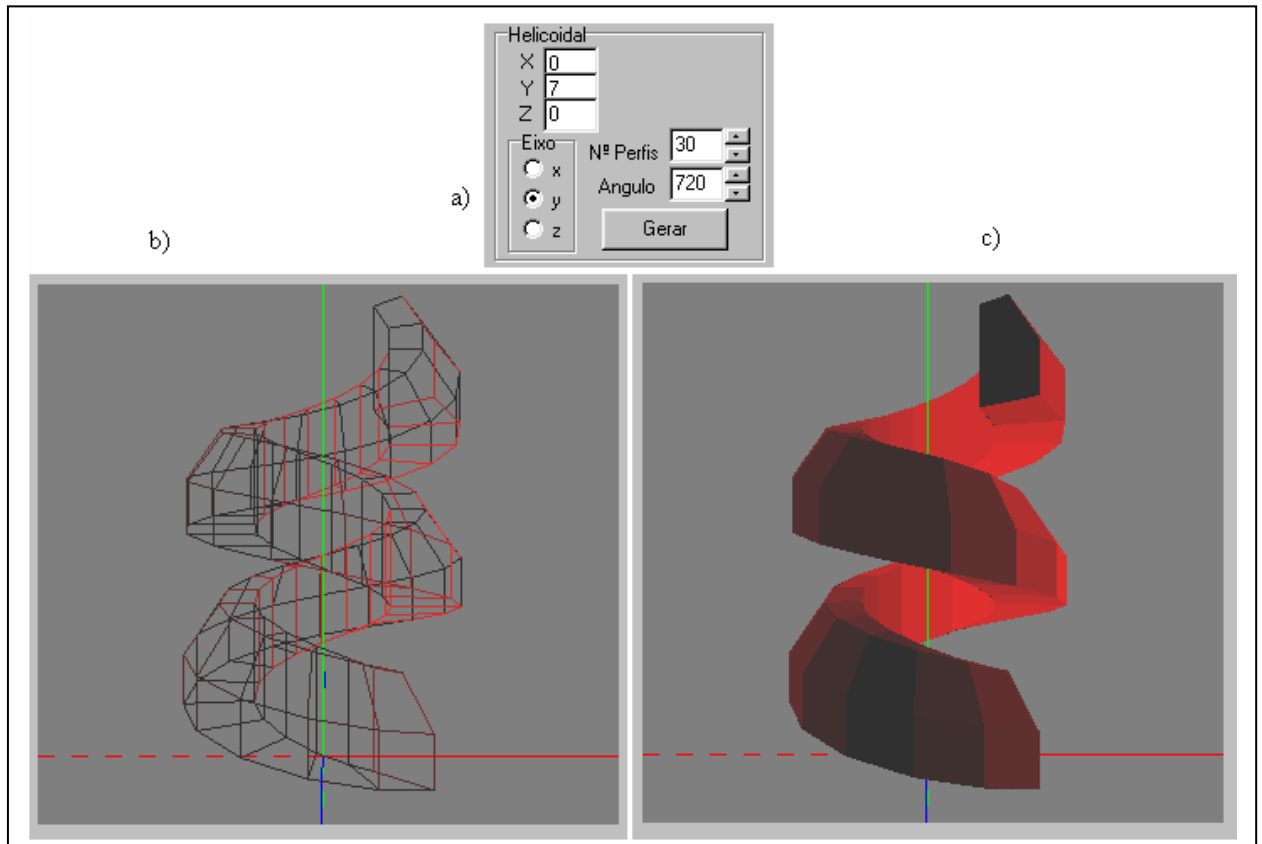 Helicoidal
X 0
Y 7
Z 0
Eixo
x
y
z
Nº Perfis 30
Angulo 720
Gerar
a)
b)
c)